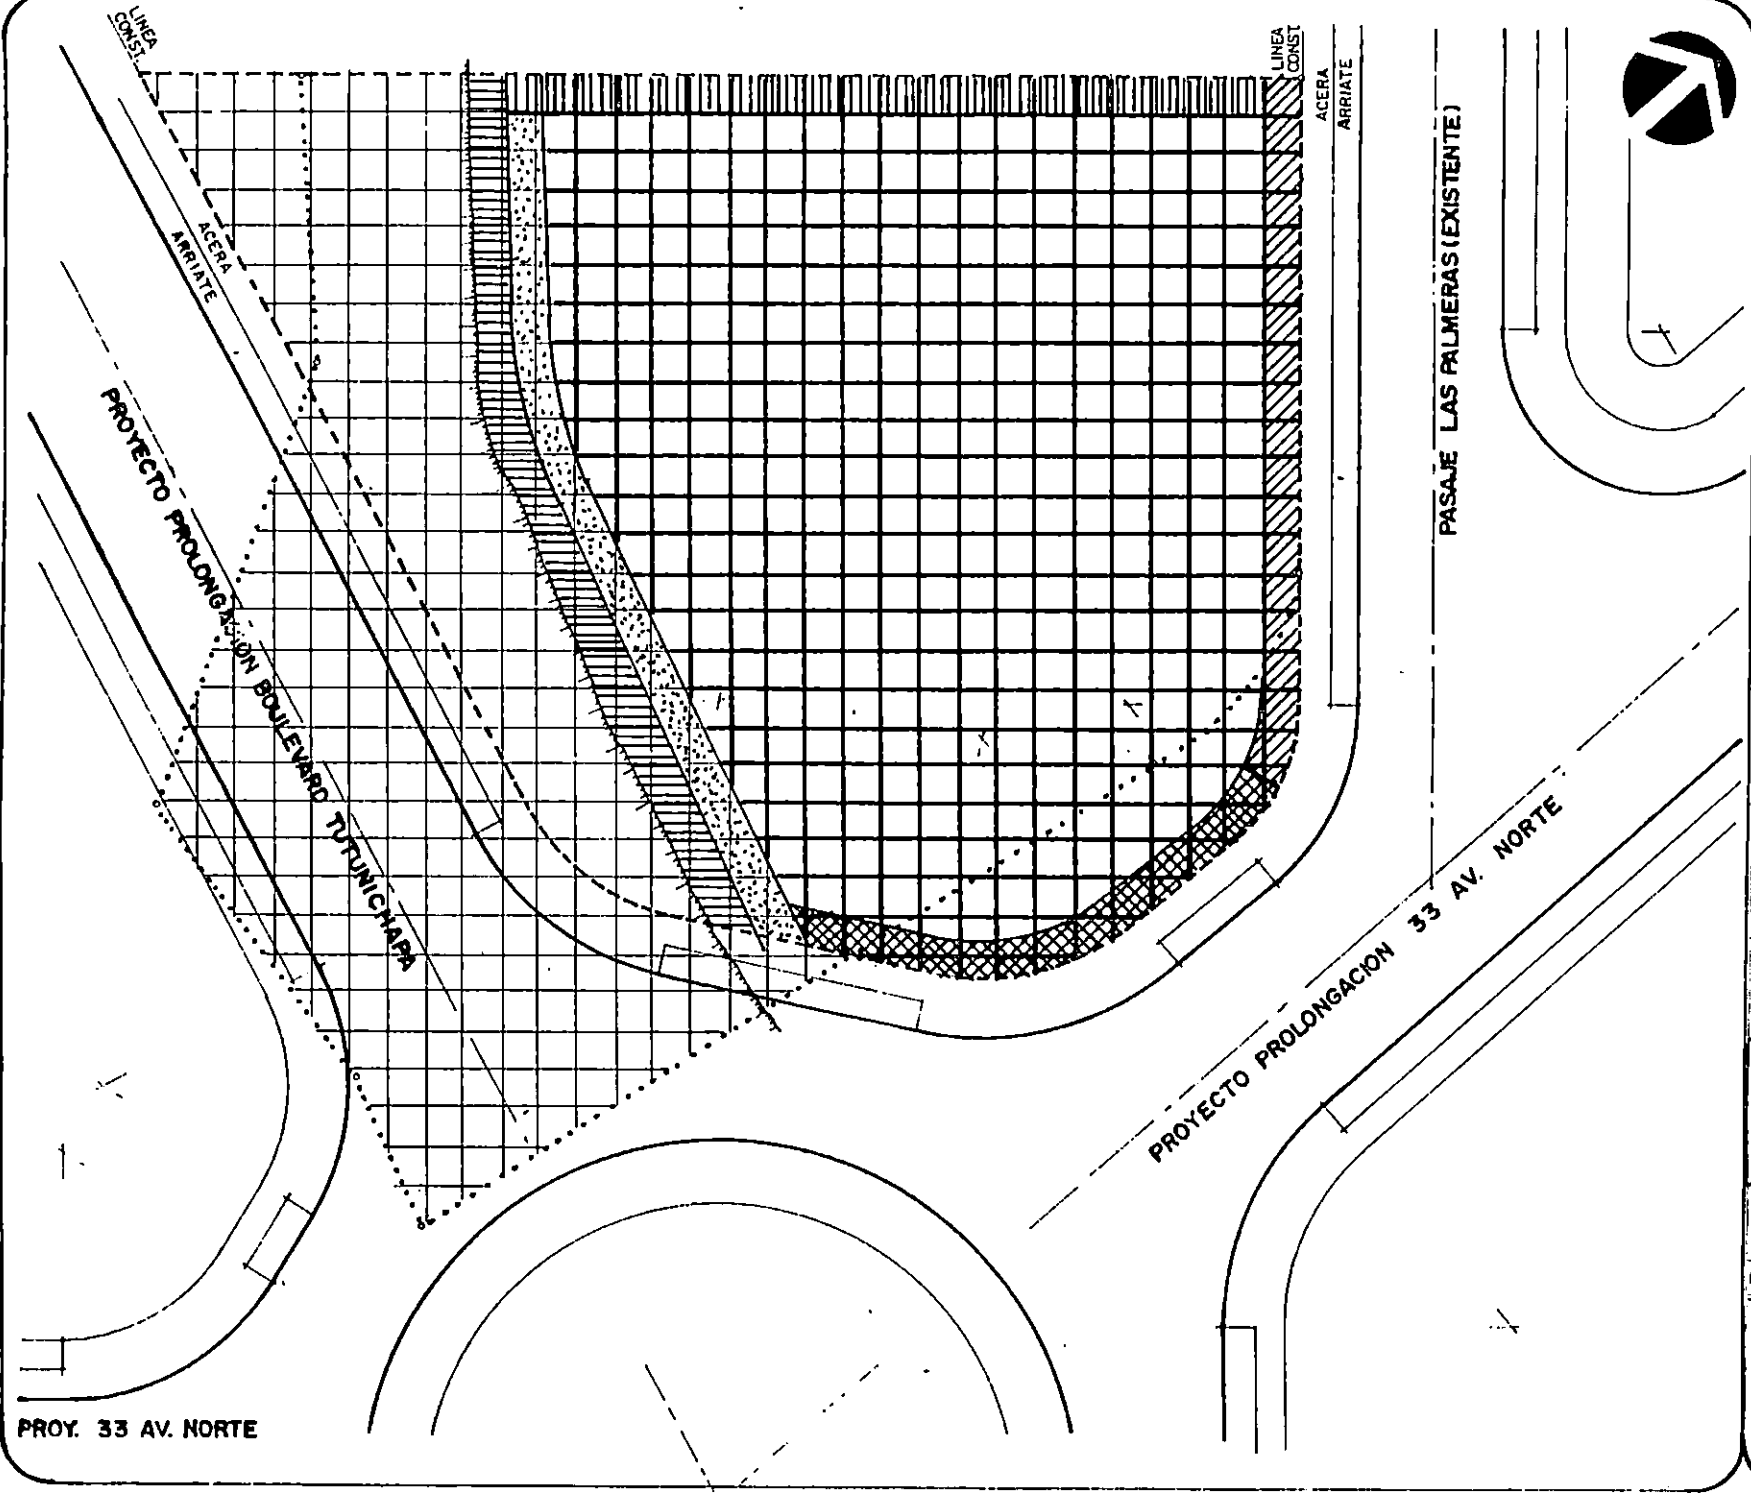 LINEA
CONST.
LINEA
CONST
ACERA
ARRIATE
ACERA
ARRIATE
PASAJE LAS PALMERAS (EXISTENTE)
PROYECTO PROLONGACION BOULEVARD TUTUNICHAPA
PROYECTO PROLONGACION 33 AV. NORTE
PROY. 33 AV. NORTE